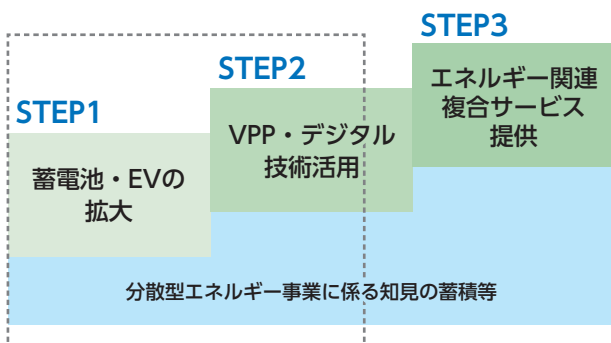 STEP1
蓄電池・EVの
拡大
STEP2
VPP・デジタル
技術活用
STEP3
エネルギー関連
複合サービス
提供
分散型エネルギー事業に係る知見の蓄積等